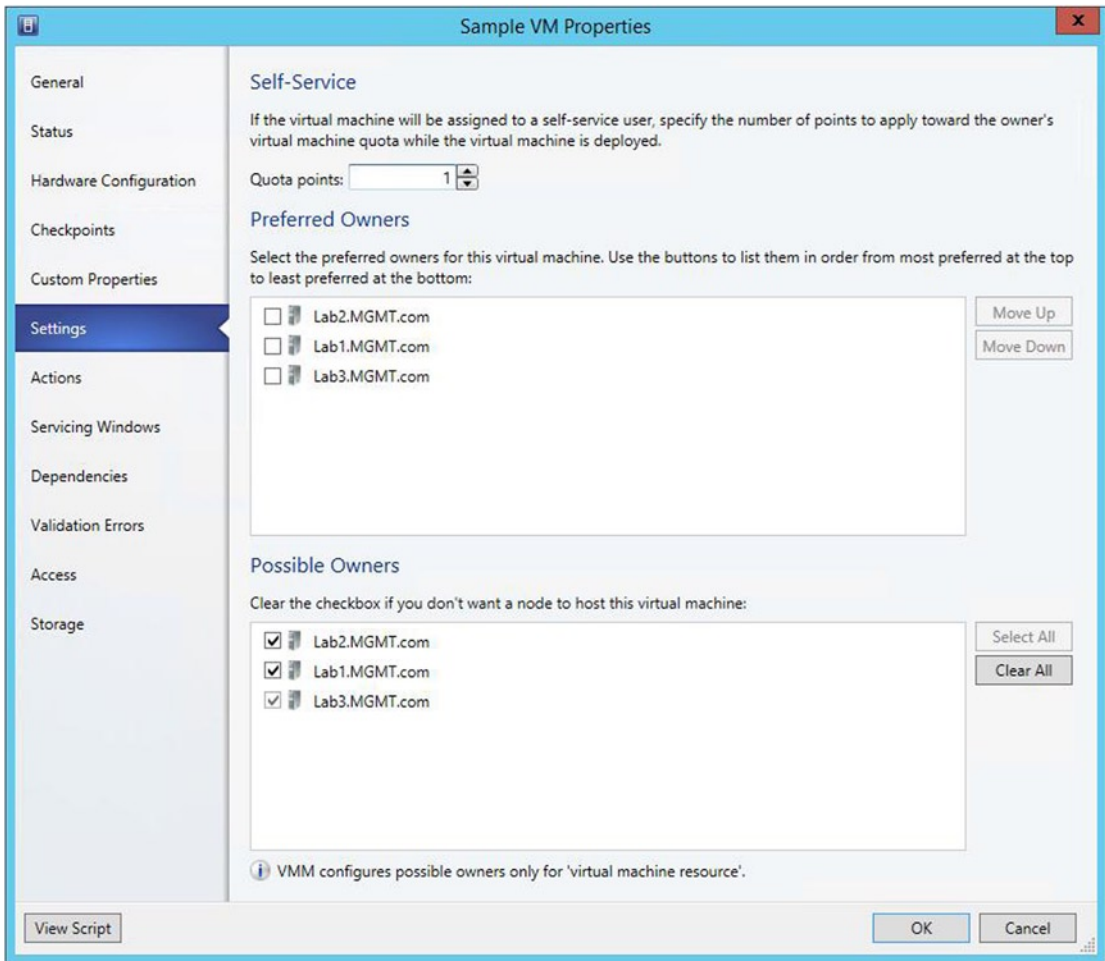 Sample VM Properties
x
General
Status
Hardware Configuration
Checkpoints
Custom Properties
Settings
Actions
Servicing Windows
Dependencies
Validation Errors
Access
Storage
Self-Service
If the virtual machine will be assigned to a self-service user, specify the number of points to apply toward the owner's
virtual machine quota while the virtual machine is deployed.
Quota points: 1
Preferred Owners
Select the preferred owners for this virtual machine. Use the buttons to list them in order from most preferred at the top
to least preferred at the bottom:
Lab2.MGMT.com
Lab1.MGMT.com
Lab3.MGMT.com
Move Up
Move Down
Possible Owners
Clear the checkbox if you don't want a node to host this virtual machine:
Lab2.MGMT.com
Lab1.MGMT.com
Lab3.MGMT.com
Select All
Clear All
i VMM configures possible owners only for 'virtual machine resource'.
View Script
OK
Cancel